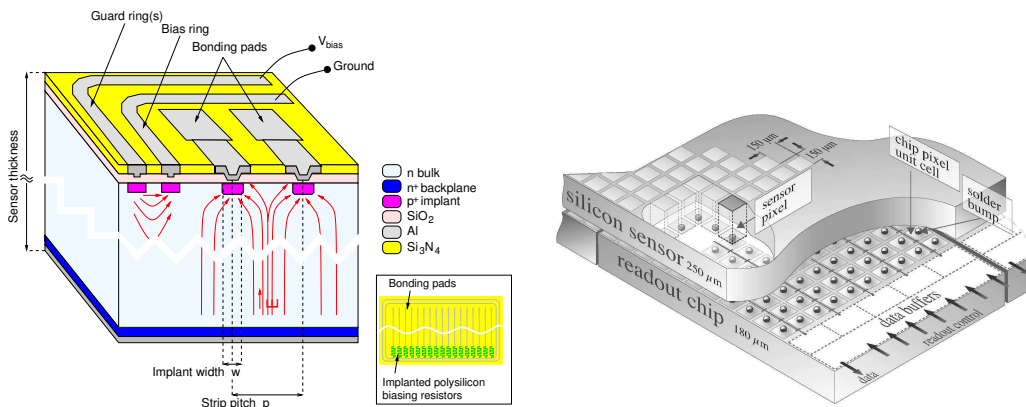 Guard ring(s)
Bias ring
Bonding pads
V_bias
Ground
Sensor thickness
n bulk
n+ backplane
p+ implant
SiO₂
Al
Si₃N₄
E
Implant width w
Strip pitch p
Bonding pads
Implanted polysilicon
biasing resistors
150 μm
150 μm
chip pixel
unit cell
sensor
pixel
solder
bump
silicon sensor 250 μm
readout chip 180 μm
data buffers
readout control
data